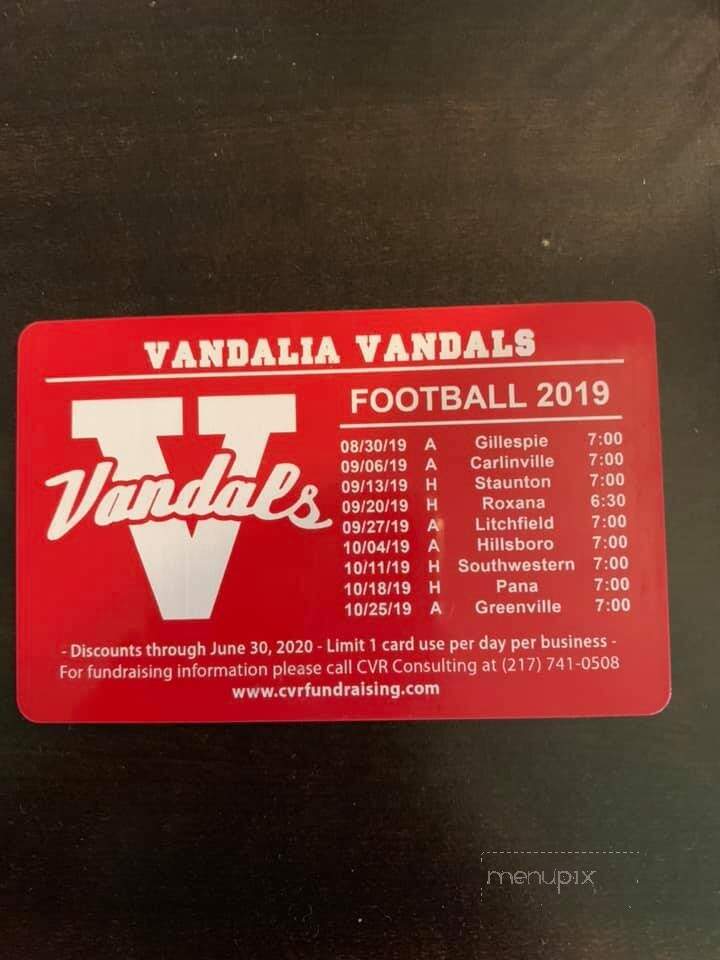 VANDALIA VANDALS
Vandals
FOOTBALL 2019
08/30/19 A Gillespie 7:00
09/06/19 A Carlinville 7:00
09/13/19 H Staunton 7:00
09/20/19 H Roxana 6:30
09/27/19 A Litchfield 7:00
10/04/19 A Hillsboro 7:00
10/11/19 H Southwestern 7:00
10/18/19 H Pana 7:00
10/25/19 A Greenville 7:00
- Discounts through June 30, 2020 - Limit 1 card use per day per business -
For fundraising information please call CVR Consulting at (217) 741-0508
www.cvrfundraising.com
menupix